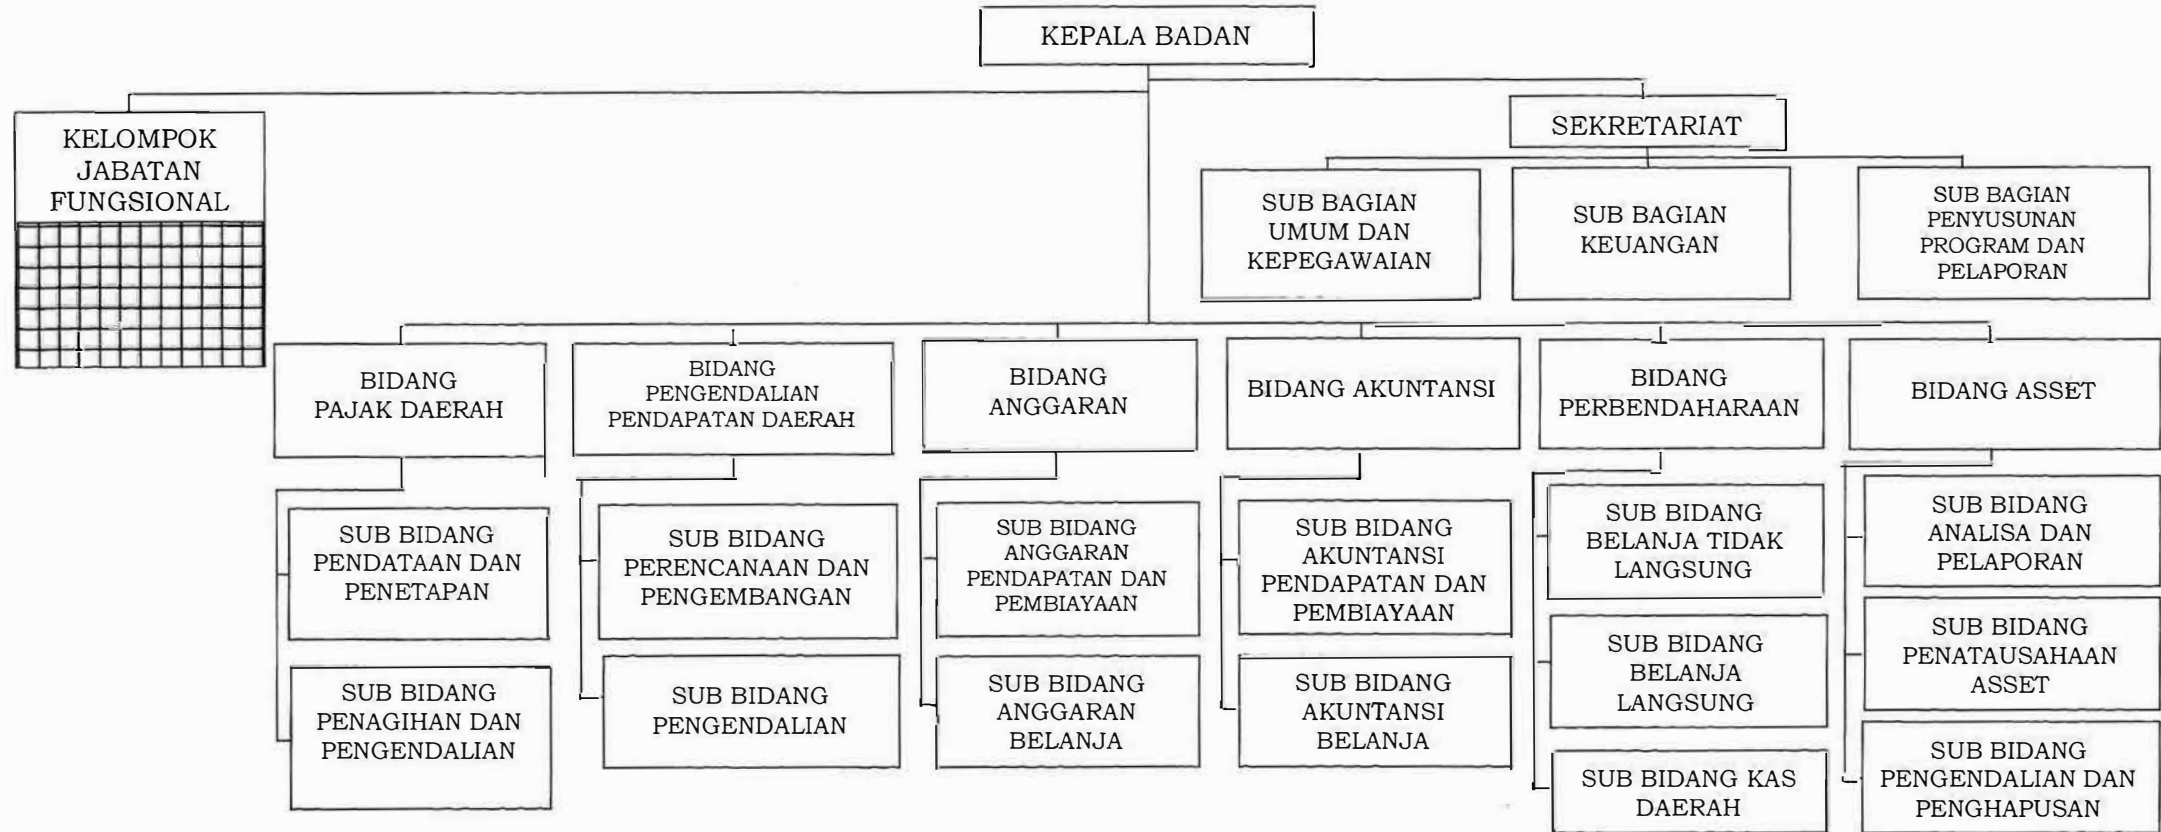 KEPALA BADAN
KELOMPOK
JABATAN
FUNGSIONAL
SEKRETARIAT
SUB BAGIAN
UMUM DAN
KEPEGAWAIAN
SUB BAGIAN
KEUANGAN
SUB BAGIAN
PENYUSUNAN
PROGRAM DAN
PELAPORAN
BIDANG
PAJAK DAERAH
BIDANG
PENGENDALIAN
PENDAPATAN DAERAH
BIDANG
ANGGARAN
BIDANG AKUNTANSI
BIDANG
PERBENDAHARAAN
BIDANG ASSET
SUB BIDANG
PENDATAAN DAN
PENETAPAN
SUB BIDANG
PENAGIHAN DAN
PENGENDALIAN
SUB BIDANG
PERENCANAAN DAN
PENGEMBANGAN
SUB BIDANG
PENGENDALIAN
SUB BIDANG
ANGGARAN
PENDAPATAN DAN
PEMBIAYAAN
SUB BIDANG
ANGGARAN
BELANJA
SUB BIDANG
AKUNTANSI
PENDAPATAN DAN
PEMBIAYAAN
SUB BIDANG
AKUNTANSI
BELANJA
SUB BIDANG
BELANJA TIDAK
LANGSUNG
SUB BIDANG
BELANJA
LANGSUNG
SUB BIDANG KAS
DAERAH
SUB BIDANG
ANALISA DAN
PELAPORAN
SUB BIDANG
PENATAUSAHAAN
ASSET
SUB BIDANG
PENGENDALIAN DAN
PENGHAPUSAN